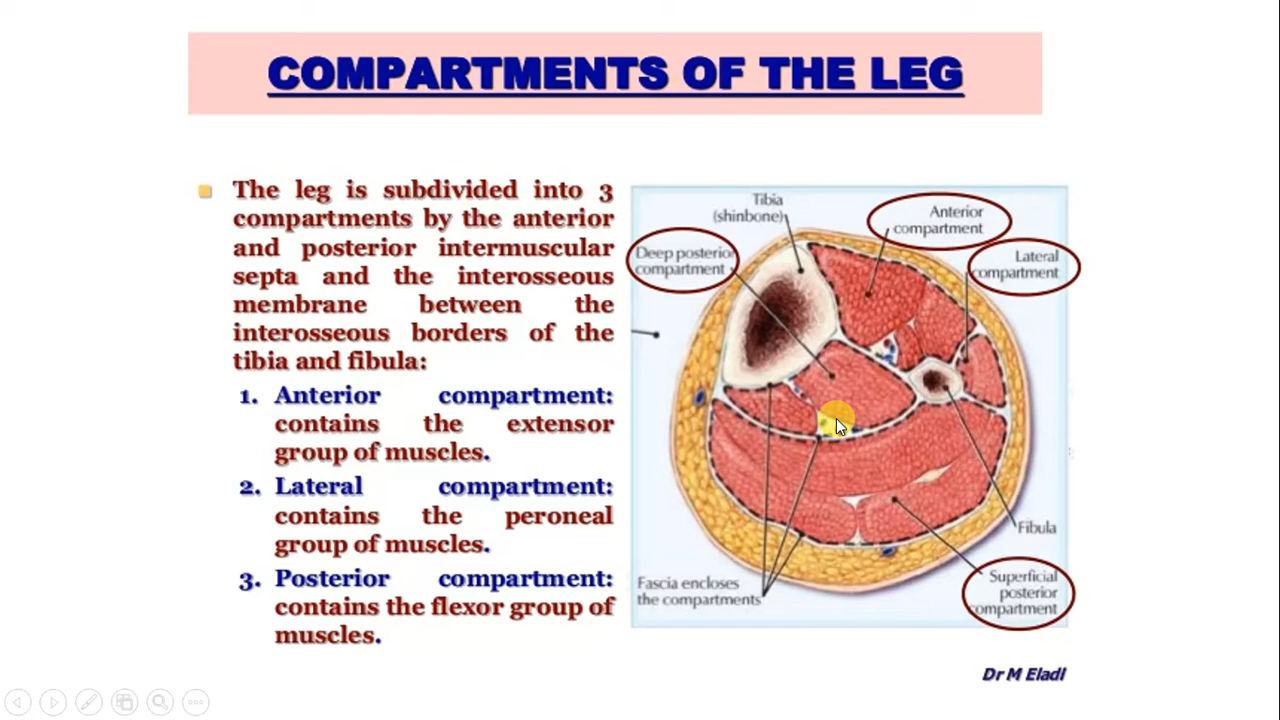 COMPARTMENTS OF THE LEG
The leg is subdivided into 3
compartments by the anterior
and posterior intermuscular
septa and the interosseous
membrane between the
interosseous borders of the
tibia and fibula:
1. Anterior compartment:
contains the extensor
group of muscles.
2. Lateral compartment:
contains the peroneal
group of muscles.
3. Posterior compartment:
contains the flexor group of
muscles.
Tibia
(shinbone)
Anterior
compartment
Deep posterior
compartment
Lateral
compartment
Fibula
Fascia encloses
the compartments
Superficial
posterior
compartment
Dr M Eladl